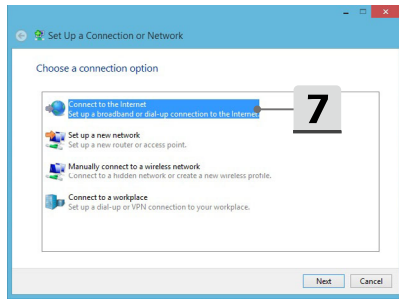 Set Up a Connection or Network
Choose a connection option
Connect to the Internet
Set up a broadband or dial-up connection to the Internet.
7
Set up a new network
Set up a new router or access point.
Manually connect to a wireless network
Connect to a hidden network or create a new wireless profile.
Connect to a workplace
Set up a dial-up or VPN connection to your workplace.
Next
Cancel